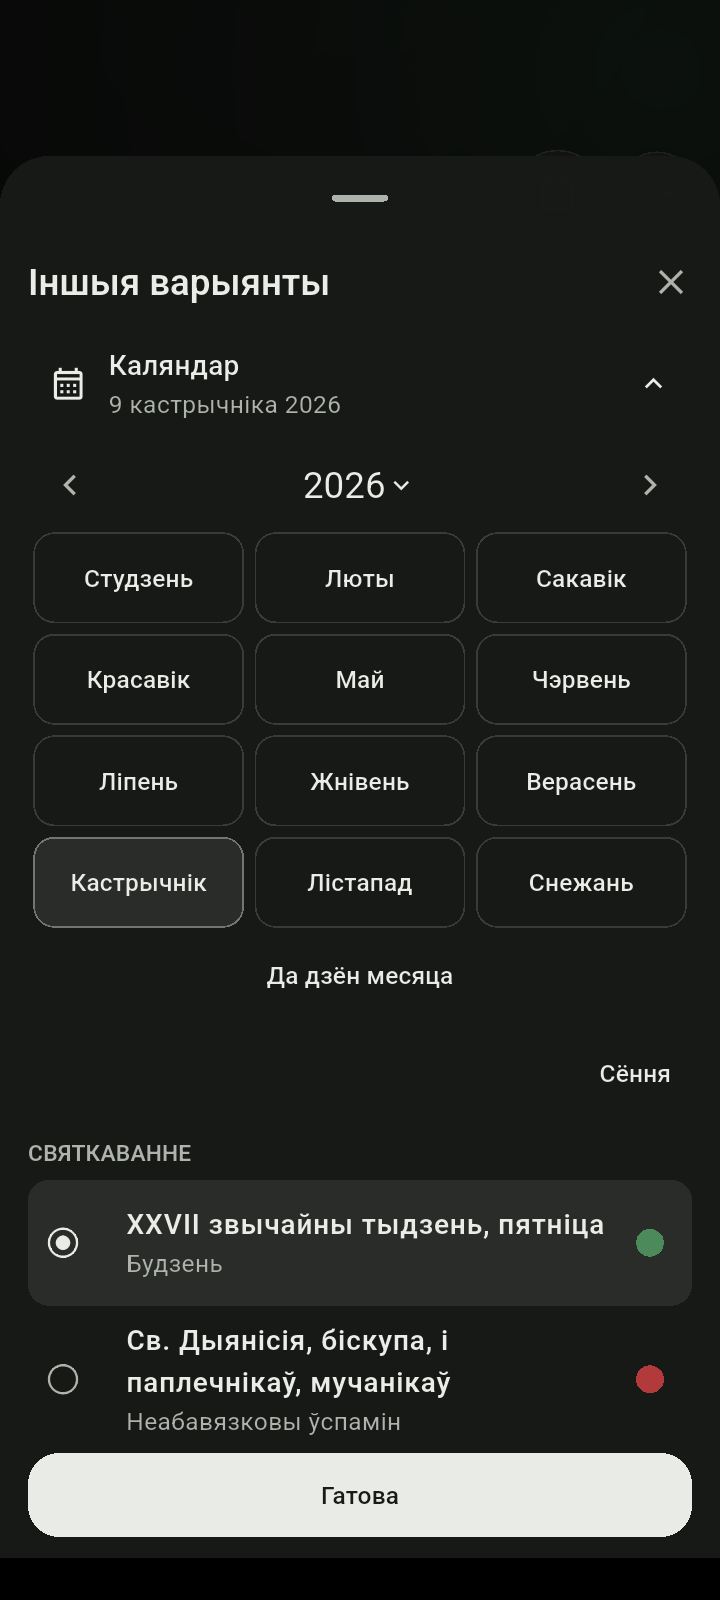 Іншыя варыянты
Каляндар
9 кастрычніка 2026
2026
Студзень
Люты
Сакавік
Красавік
Май
Чэрвень
Ліпень
Жнівень
Верасень
Кастрычнік
Лістапад
Снежань
Да дзён месяца
Сёння
СВЯТКАВАННЕ
XXVII звычайны тыдзень, пятніца
Будзень
Св. Дыянісія, біскупа, і
паплечнікаў, мучанікаў
Неабавязковы ўспамін
Гатова